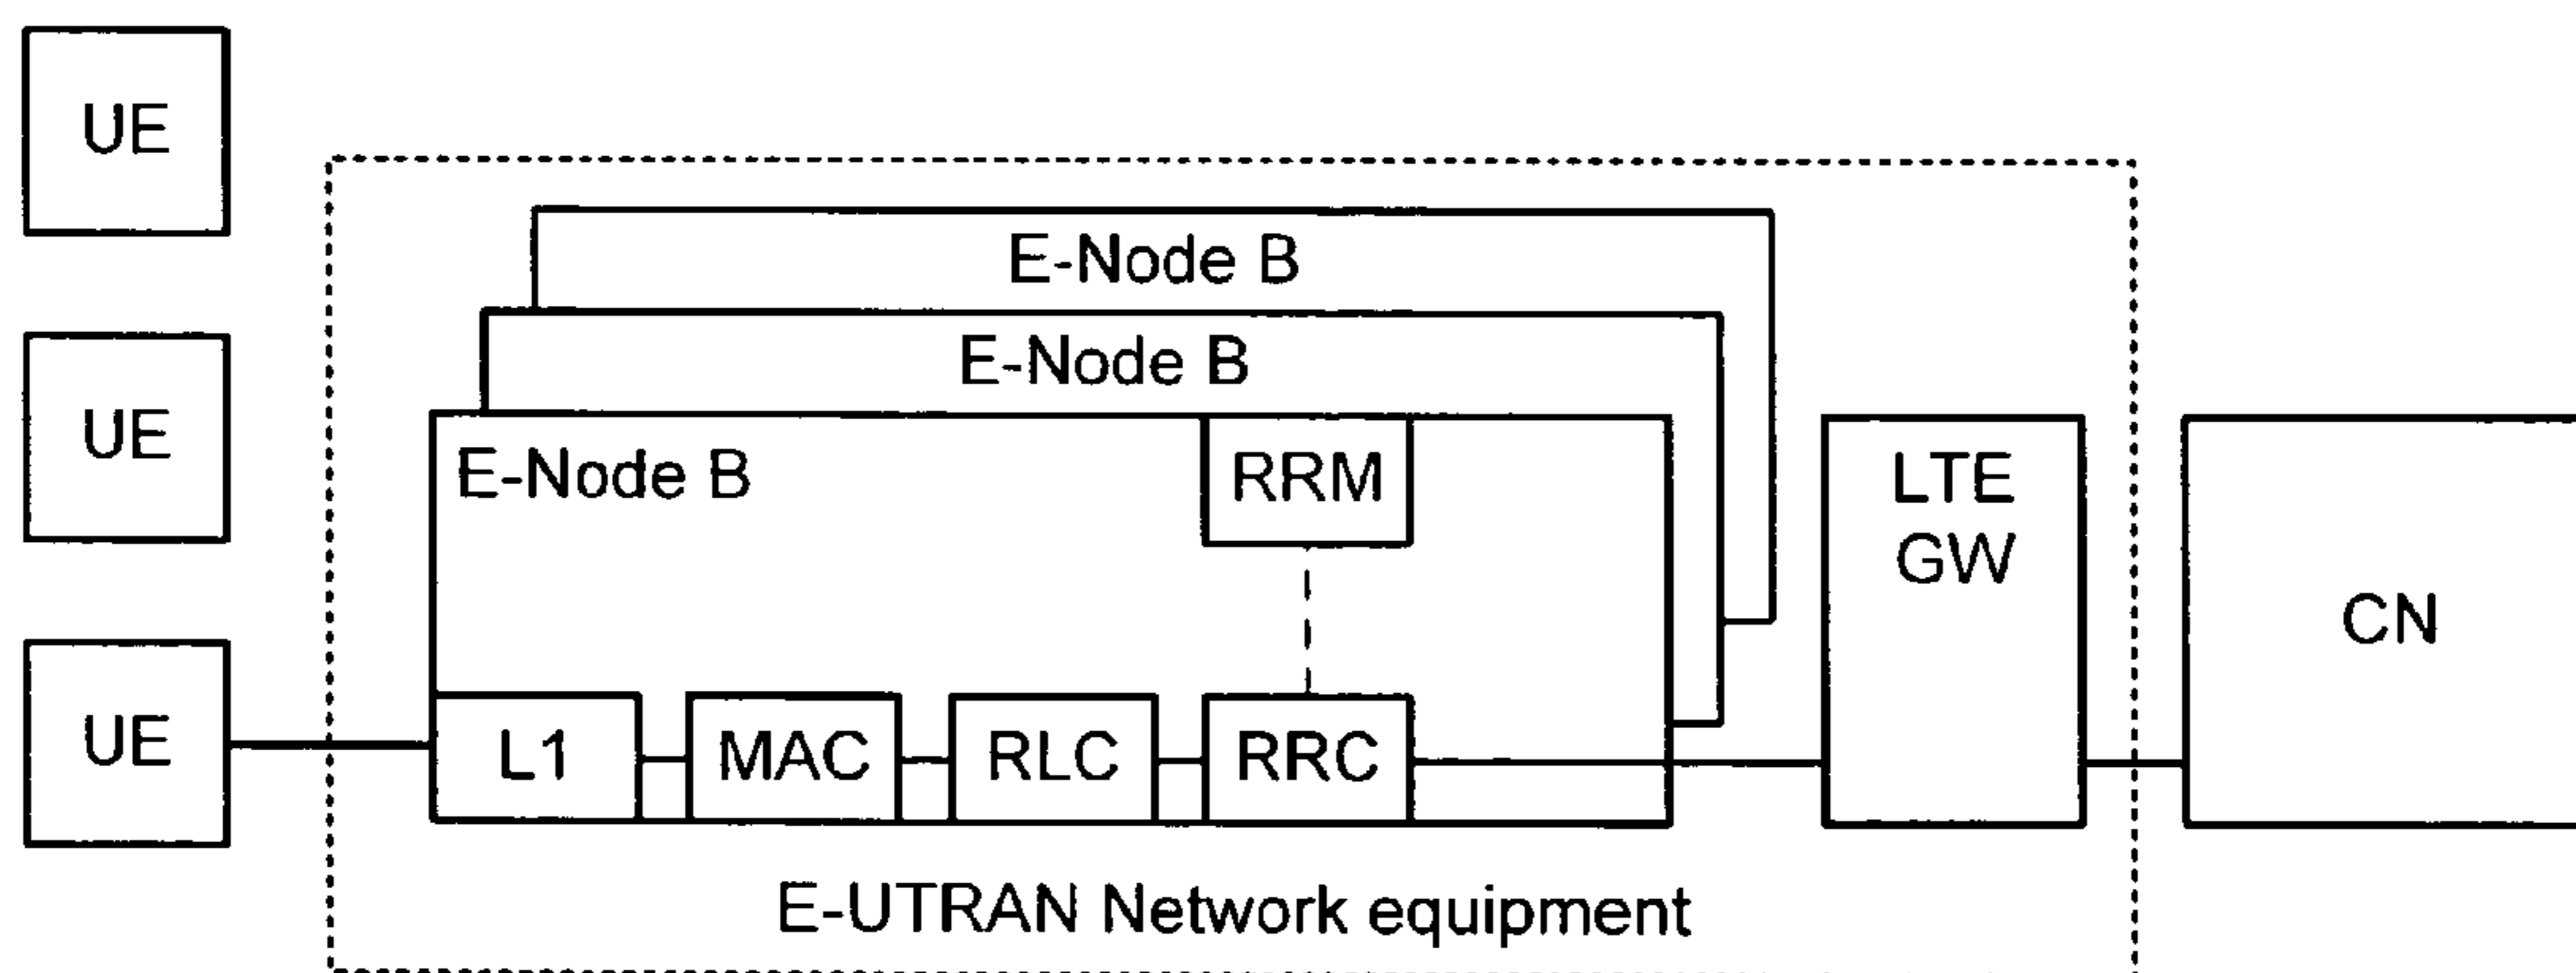 UE
UE
UE
E-Node B
E-Node B
E-Node B
RRM
L1
MAC
RLC
RRC
LTE
GW
CN
E-UTRAN Network equipment